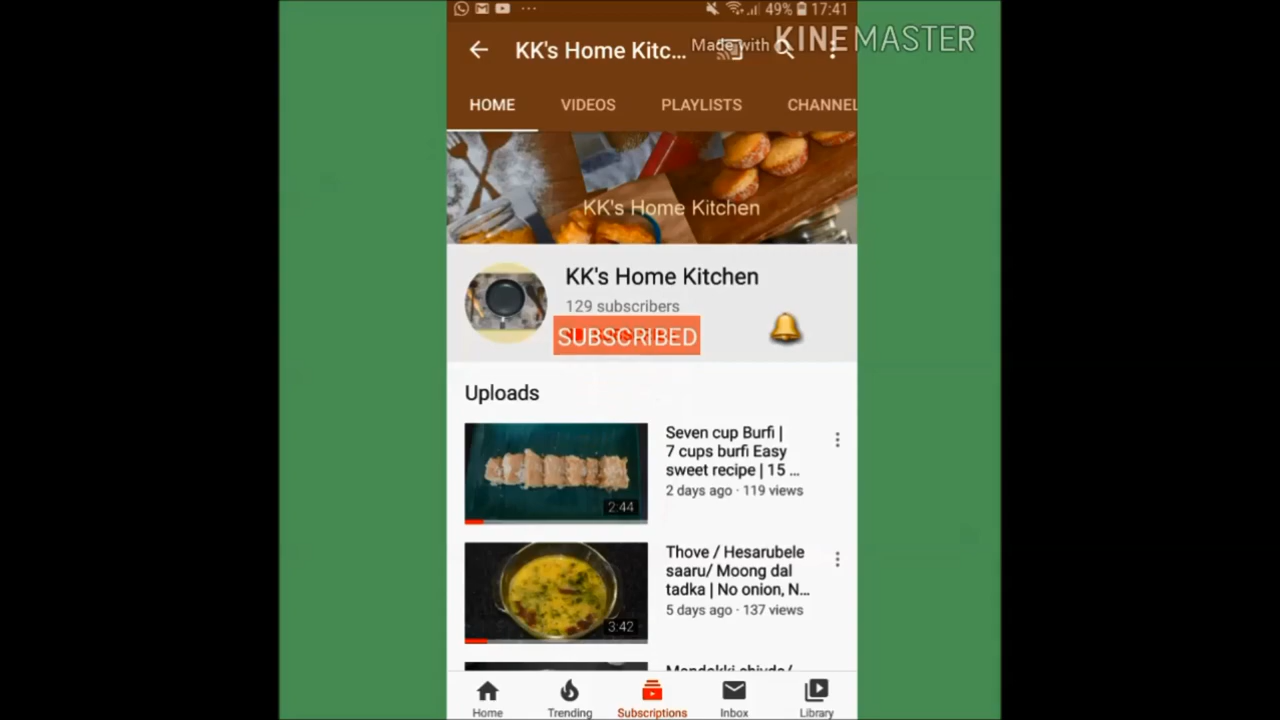 49% 17:41
KK's Home Kitc...
Made with KINEMASTER
HOME VIDEOS PLAYLISTS CHANNEL
KK's Home Kitchen
KK's Home Kitchen
129 subscribers
SUBSCRIBED
Uploads
Seven cup Burfi |
7 cups burfi Easy
sweet recipe | 15 ...
2 days ago · 119 views
2:44
Thove / Hesarubele
saaru/ Moong dal
tadka | No onion, N...
5 days ago · 137 views
3:42
Mandakki chivda/
Home Trending Subscriptions Inbox Library